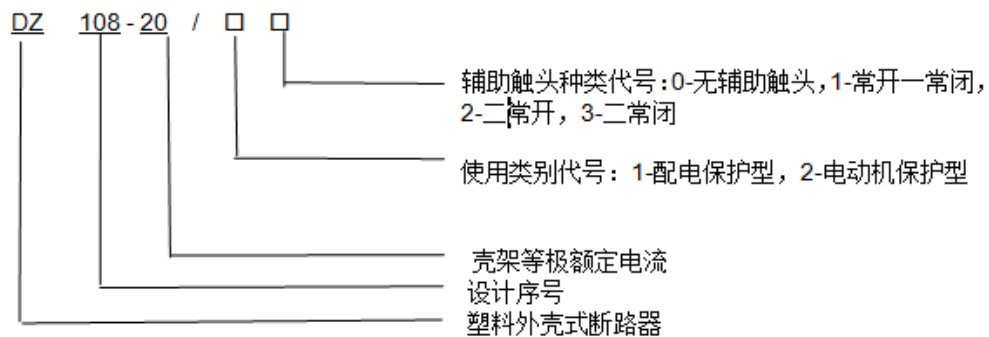 DZ 108-20 / □ □
辅助触头种类代号:0-无辅助触头,1-常开一常闭,
2-二常开，3-二常闭
使用类别代号：1-配电保护型，2-电动机保护型
壳架等极额定电流
设计序号
塑料外壳式断路器